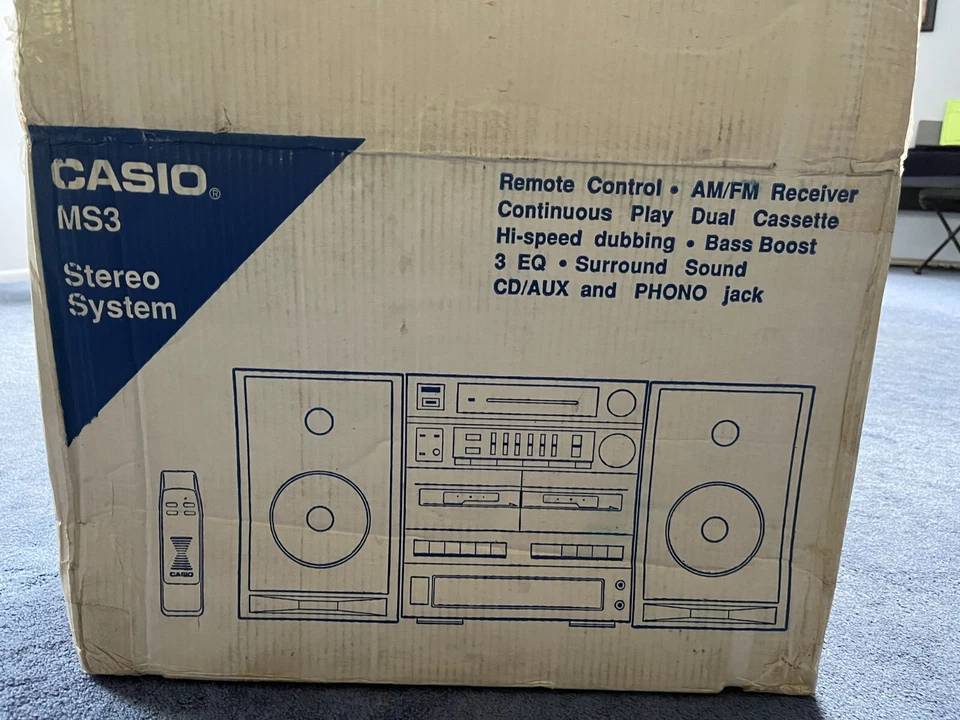 CASIO®
MS3
Stereo
System
Remote Control • AM/FM Receiver
Continuous Play Dual Cassette
Hi-speed dubbing • Bass Boost
3 EQ • Surround Sound
CD/AUX and PHONO jack
CASIO